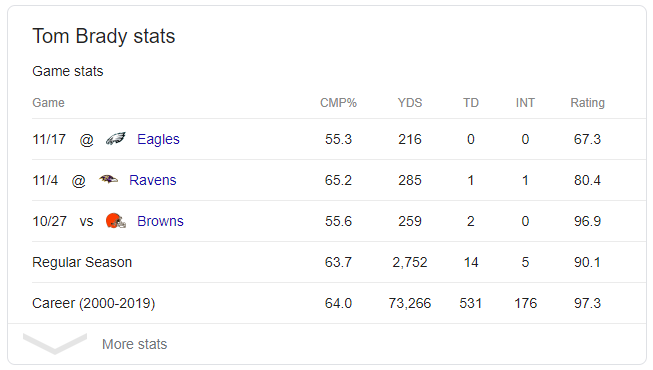 Tom Brady stats
Game stats
Game CMP% YDS TD INT Rating
11/17 @ Eagles 55.3 216 0 0 67.3
11/4 @ Ravens 65.2 285 1 1 80.4
10/27 vs Browns 55.6 259 2 0 96.9
Regular Season 63.7 2,752 14 5 90.1
Career (2000-2019) 64.0 73,266 531 176 97.3
More stats